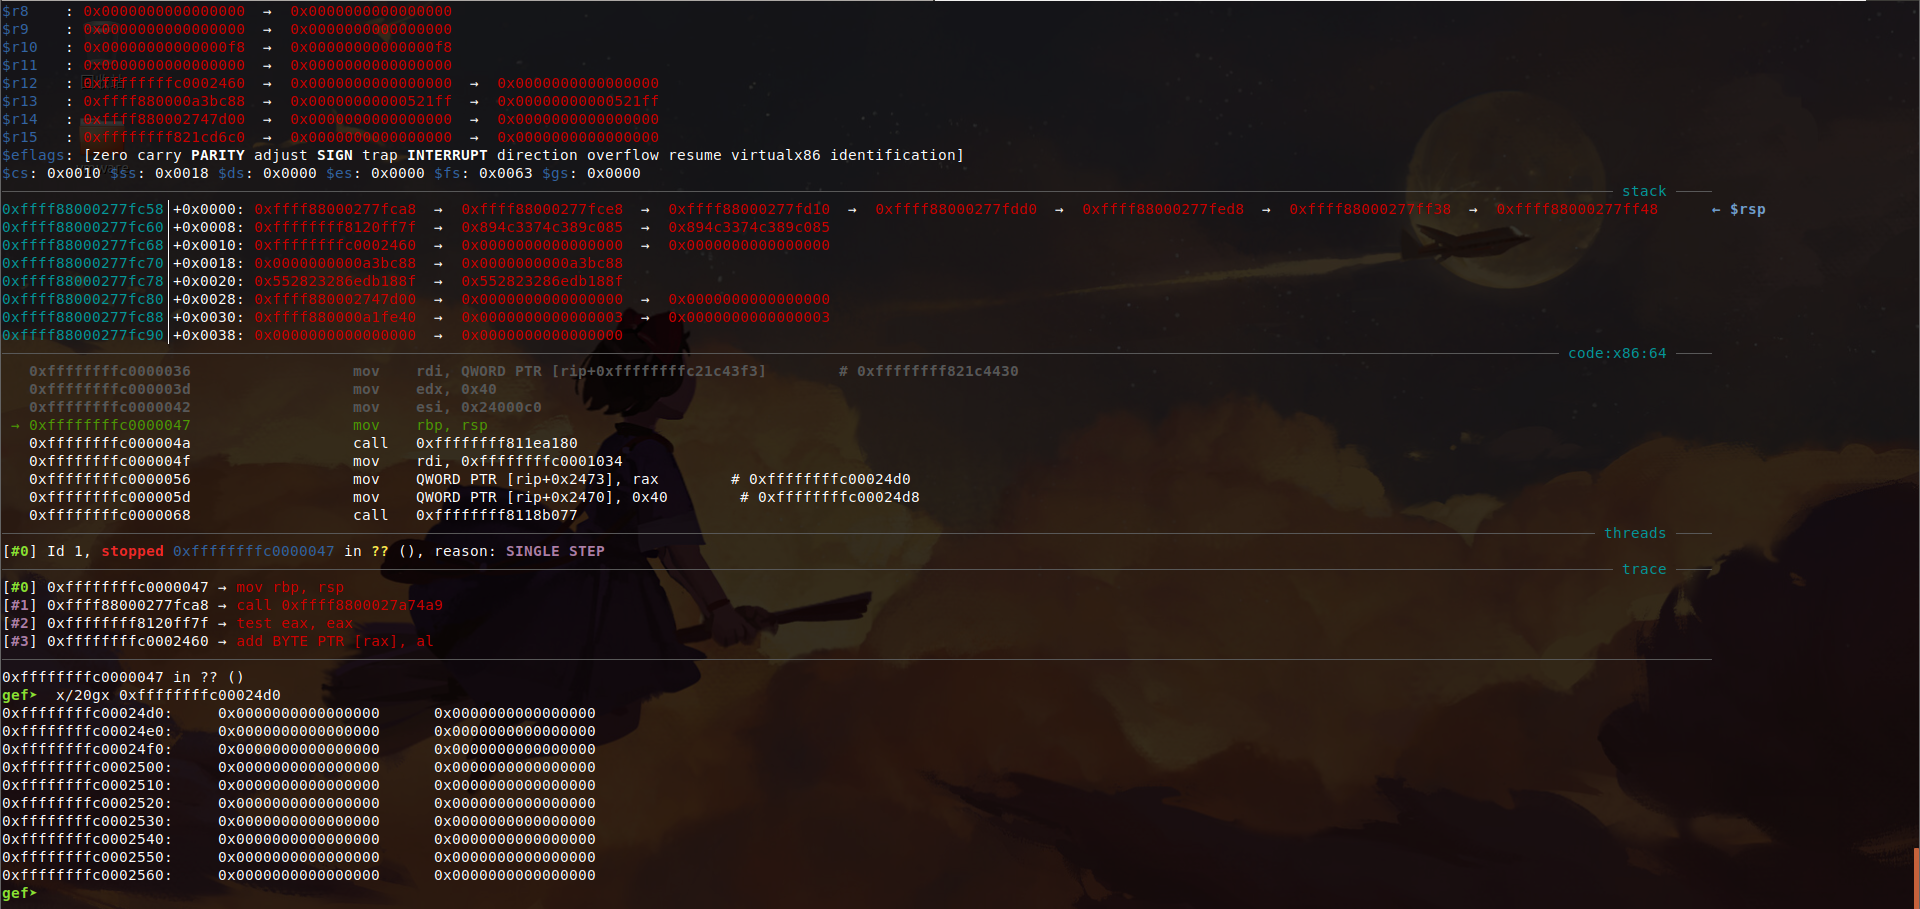 $r8    : 0x0000000000000000  →  0x0000000000000000
$r9    : 0x0000000000000000  →  0x0000000000000000
$r10   : 0x00000000000000f8  →  0x00000000000000f8
$r11   : 0x0000000000000000  →  0x0000000000000000
$r12   : 0xffffffffc0002460  →  0x0000000000000000  →  0x0000000000000000
$r13   : 0xffff880000a3bc88  →  0x00000000000521ff  →  0x00000000000521ff
$r14   : 0xffff880002747d00  →  0x0000000000000000  →  0x0000000000000000
$r15   : 0xffffffff821cd6c0  →  0x0000000000000000  →  0x0000000000000000
$eflags: [zero carry PARITY adjust SIGN trap INTERRUPT direction overflow resume virtualx86 identification]
$cs: 0x0010 $ss: 0x0018 $ds: 0x0000 $es: 0x0000 $fs: 0x0063 $gs: 0x0000
stack
0xffff88000277fc58│+0x0000: 0xffff88000277fca8  →  0xffff88000277fce8  →  0xffff88000277fd10  →  0xffff88000277fdd0  →  0xffff88000277fed8  →  0xffff88000277ff38  →  0xffff88000277ff48      ← $rsp
0xffff88000277fc60│+0x0008: 0xffffffff8120ff7f  →  0x894c3374c389c085  →  0x894c3374c389c085
0xffff88000277fc68│+0x0010: 0xffffffffc0002460  →  0x0000000000000000  →  0x0000000000000000
0xffff88000277fc70│+0x0018: 0x0000000000a3bc88  →  0x0000000000a3bc88
0xffff88000277fc78│+0x0020: 0x552823286edb188f  →  0x552823286edb188f
0xffff88000277fc80│+0x0028: 0xffff880002747d00  →  0x0000000000000000  →  0x0000000000000000
0xffff88000277fc88│+0x0030: 0xffff880000a1fe40  →  0x0000000000000003  →  0x0000000000000003
0xffff88000277fc90│+0x0038: 0x0000000000000000  →  0x0000000000000000
code:x86:64
0xffffffffc0000036                  mov    rdi, QWORD PTR [rip+0xffffffffc21c43f3]        # 0xffffffff821c4430
0xffffffffc000003d                  mov    edx, 0x40
0xffffffffc0000042                  mov    esi, 0x24000c0
→ 0xffffffffc0000047                  mov    rbp, rsp
0xffffffffc000004a                  call   0xffffffff811ea180
0xffffffffc000004f                  mov    rdi, 0xffffffffc0001034
0xffffffffc0000056                  mov    QWORD PTR [rip+0x2473], rax        # 0xffffffffc00024d0
0xffffffffc000005d                  mov    QWORD PTR [rip+0x2470], 0x40        # 0xffffffffc00024d8
0xffffffffc0000068                  call   0xffffffff8118b077
threads
[#0] Id 1, stopped 0xffffffffc0000047 in ?? (), reason: SINGLE STEP
trace
[#0] 0xffffffffc0000047 → mov rbp, rsp
[#1] 0xffff88000277fca8 → call 0xffff8800027a74a9
[#2] 0xffffffff8120ff7f → test eax, eax
[#3] 0xffffffffc0002460 → add BYTE PTR [rax], al
0xffffffffc0000047 in ?? ()
gef➤  x/20gx 0xffffffffc00024d0
0xffffffffc00024d0:     0x0000000000000000      0x0000000000000000
0xffffffffc00024e0:     0x0000000000000000      0x0000000000000000
0xffffffffc00024f0:     0x0000000000000000      0x0000000000000000
0xffffffffc0002500:     0x0000000000000000      0x0000000000000000
0xffffffffc0002510:     0x0000000000000000      0x0000000000000000
0xffffffffc0002520:     0x0000000000000000      0x0000000000000000
0xffffffffc0002530:     0x0000000000000000      0x0000000000000000
0xffffffffc0002540:     0x0000000000000000      0x0000000000000000
0xffffffffc0002550:     0x0000000000000000      0x0000000000000000
0xffffffffc0002560:     0x0000000000000000      0x0000000000000000
gef➤